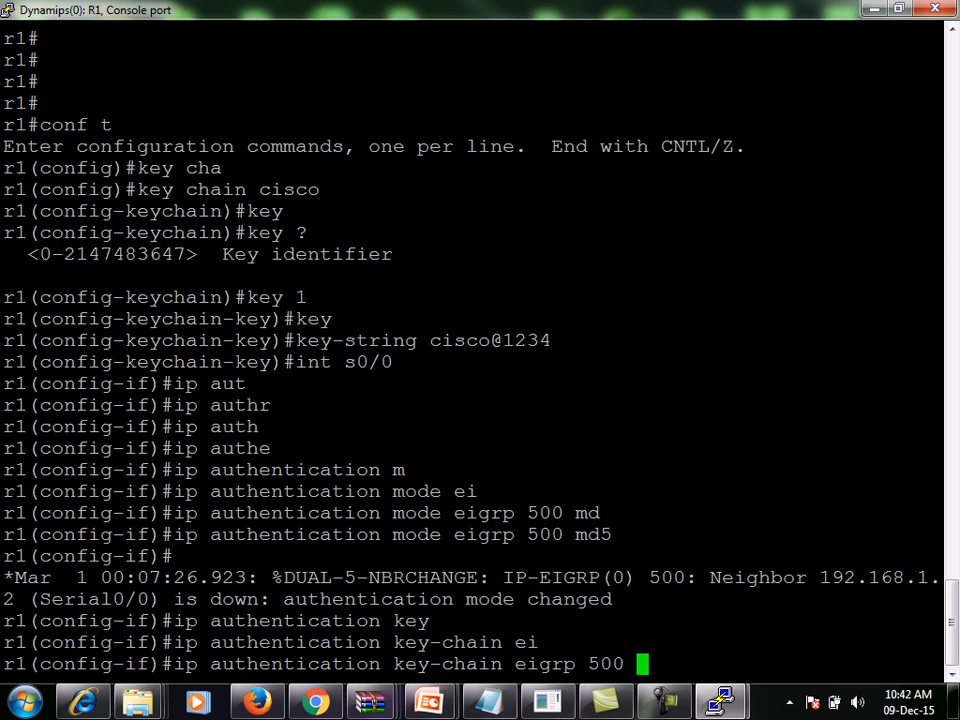 Dynamips(0): R1, Console port
r1#
r1#
r1#
r1#
r1#conf t
Enter configuration commands, one per line.  End with CNTL/Z.
r1(config)#key cha
r1(config)#key chain cisco
r1(config-keychain)#key
r1(config-keychain)#key ?
  <0-2147483647>  Key identifier
r1(config-keychain)#key 1
r1(config-keychain-key)#key
r1(config-keychain-key)#key-string cisco@1234
r1(config-keychain-key)#int s0/0
r1(config-if)#ip aut
r1(config-if)#ip authr
r1(config-if)#ip auth
r1(config-if)#ip authe
r1(config-if)#ip authentication m
r1(config-if)#ip authentication mode ei
r1(config-if)#ip authentication mode eigrp 500 md
r1(config-if)#ip authentication mode eigrp 500 md5
r1(config-if)#
*Mar  1 00:07:26.923: %DUAL-5-NBRCHANGE: IP-EIGRP(0) 500: Neighbor 192.168.1.
2 (Serial0/0) is down: authentication mode changed
r1(config-if)#ip authentication key
r1(config-if)#ip authentication key-chain ei
r1(config-if)#ip authentication key-chain eigrp 500
10:42 AM
09-Dec-15